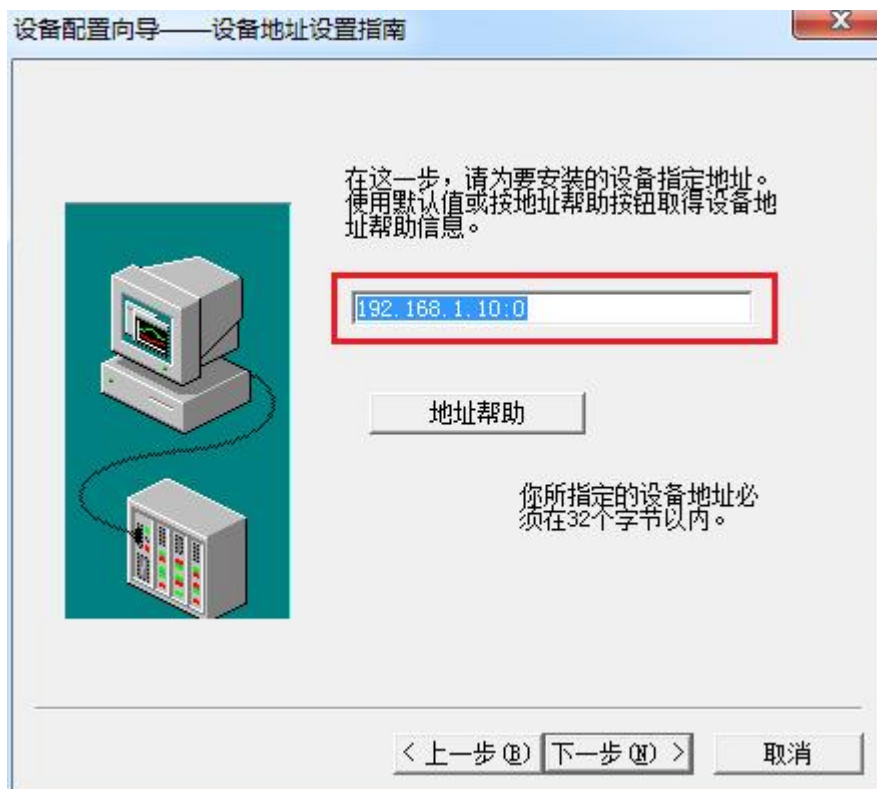 设备配置向导——设备地址设置指南
在这一步，请为要安装的设备指定地址。
使用默认值或按地址帮助按钮取得设备地
址帮助信息。
192.168.1.10:0
地址帮助
你所指定的设备地址必
须在32个字节以内。
< 上一步(B) 下一步(N) > 取消